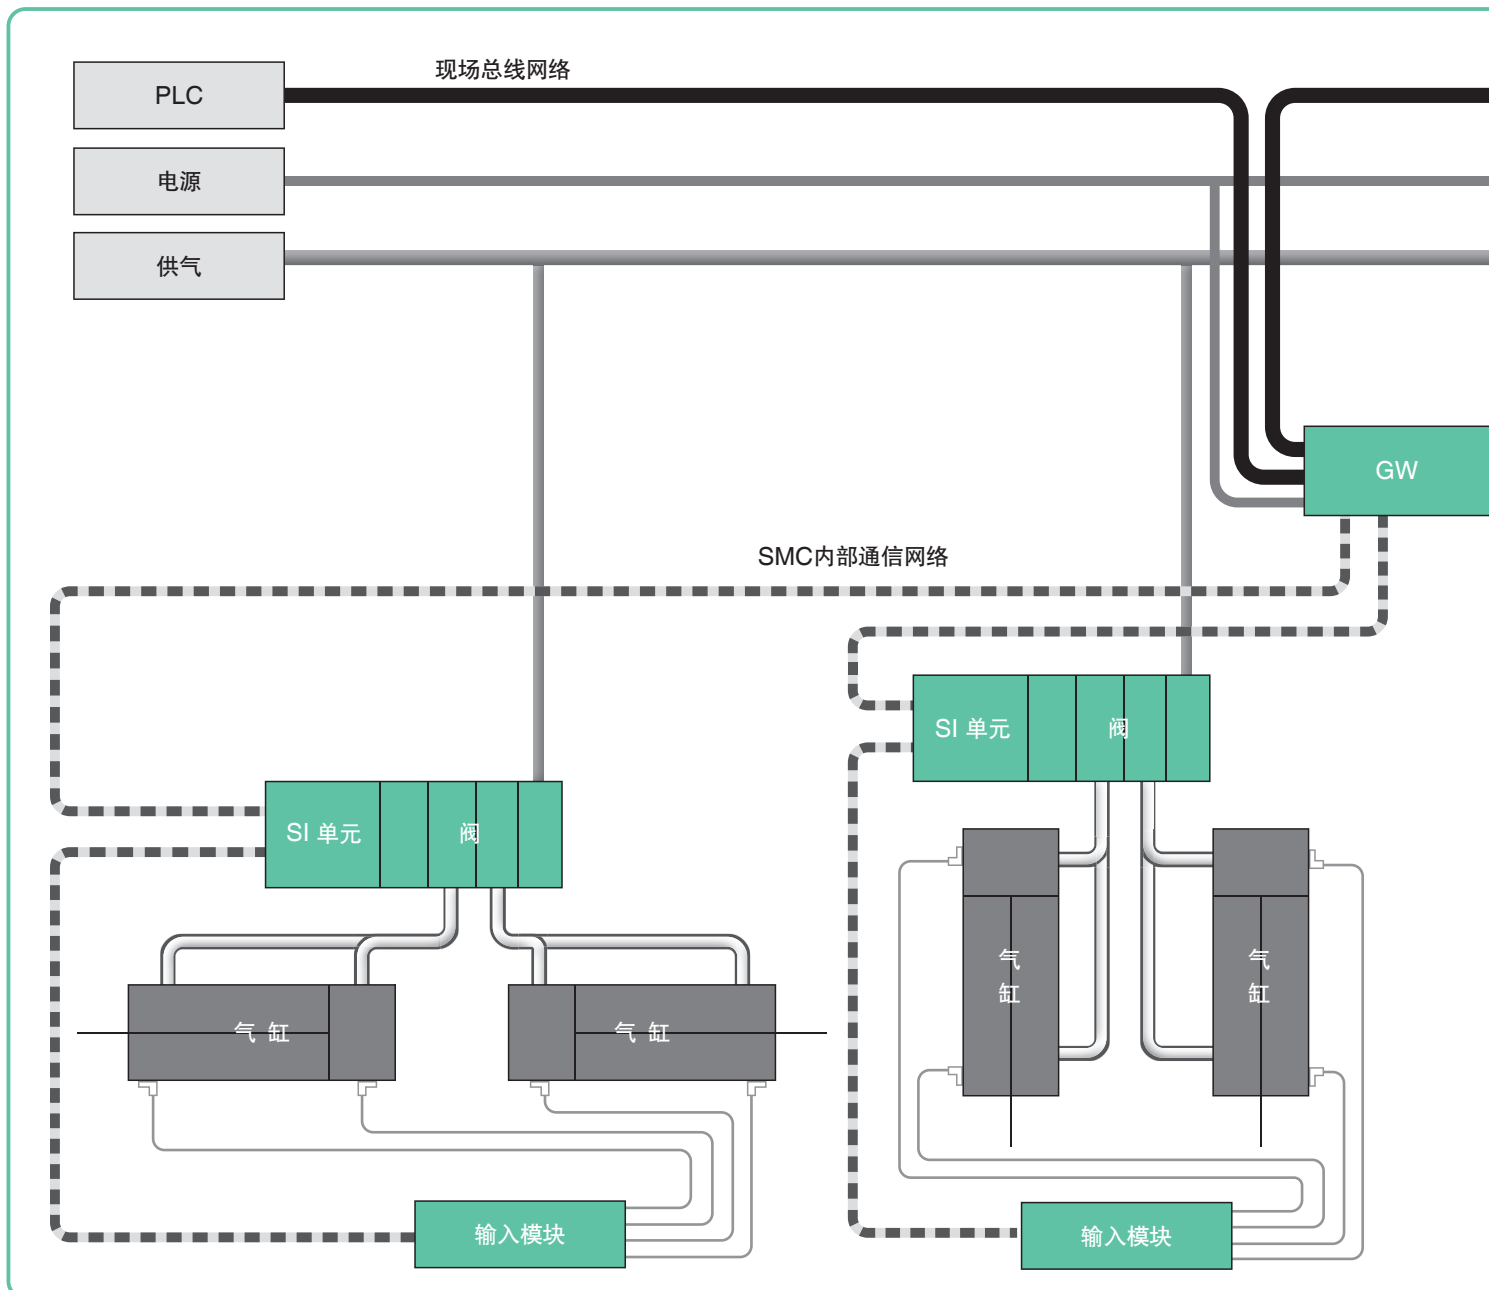 现场总线网络
PLC
电源
供气
GW
SMC内部通信网络
SI 单元
阀
SI 单元
阀
气缸
气缸
气 缸
气 缸
输入模块
输入模块